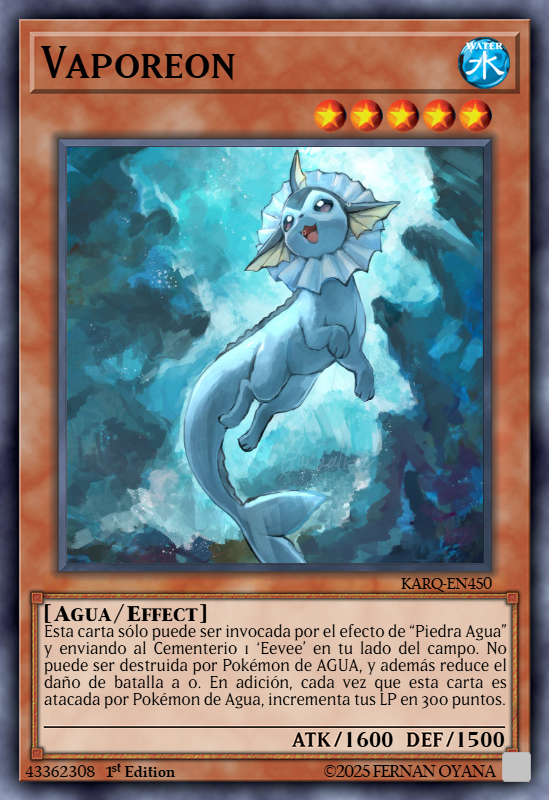 VAPOREON
WATER
水
KARQ-EN450
[AGUA/EFFECT]
Esta carta sólo puede ser invocada por el efecto de “Piedra Agua”
y enviando al Cementerio 1 ‘Eevee’ en tu lado del campo. No
puede ser destruida por Pokémon de AGUA, y además reduce el
daño de batalla a 0. En adición, cada vez que esta carta es
atacada por Pokémon de Agua, incrementa tus LP en 300 puntos.
ATK/1600 DEF/1500
43362308 1st Edition ©2025 FERNAN OYANA